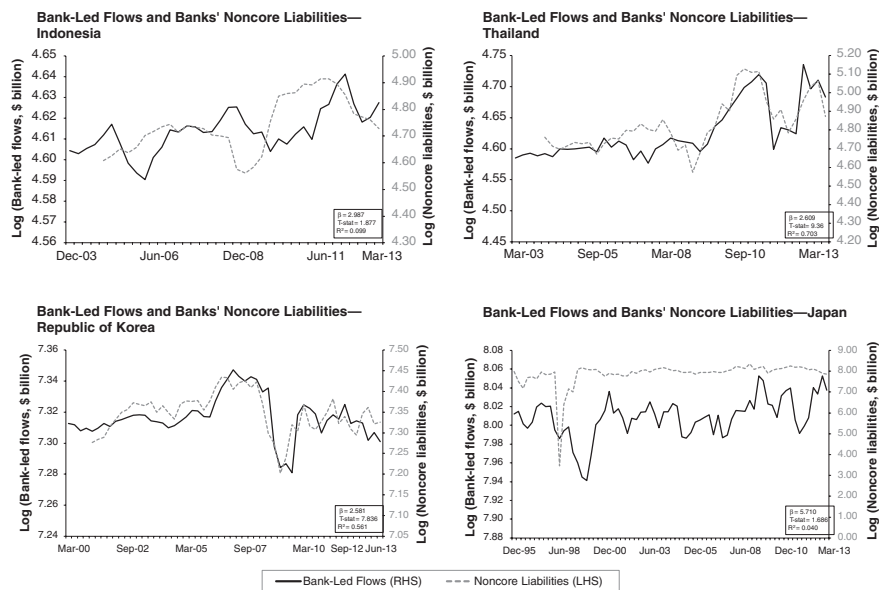 Bank-Led Flows and Banks' Noncore Liabilities—
Indonesia
Log (Bank-led flows, $ billion)
4.65
4.64
4.63
4.62
4.61
4.60
4.59
4.58
4.57
4.56
5.00
4.90
4.80
4.70
4.60
4.50
4.40
4.30
Log (Noncore liabilities, $ billion)
β = 2.987
T-stat = 1.877
R² = 0.099
Dec-03 Jun-06 Dec-08 Jun-11 Mar-13
Bank-Led Flows and Banks' Noncore Liabilities—
Thailand
Log (Bank-led flows, $ billion)
4.75
4.70
4.65
4.60
4.55
4.50
4.45
5.20
5.10
5.00
4.90
4.80
4.70
4.60
4.50
4.40
4.30
4.20
Log (Noncore liabilities, $ billion)
β = 2.609
T-stat= 9.36
R² = 0.703
Mar-03 Sep-05 Mar-08 Sep-10 Mar-13
Bank-Led Flows and Banks' Noncore Liabilities—
Republic of Korea
Log (Bank-led flows, $ billion)
7.36
7.34
7.32
7.30
7.28
7.26
7.24
7.50
7.45
7.40
7.35
7.30
7.25
7.20
7.15
7.10
7.05
Log (Noncore liabilities, $ billion)
β = 2.581
T-stat = 7.836
R² = 0.561
Mar-00 Sep-02 Mar-05 Sep-07 Mar-10 Sep-12 Jun-13
Bank-Led Flows and Banks' Noncore Liabilities—Japan
Log (Bank-led flows, $ billion)
8.08
8.06
8.04
8.02
8.00
7.98
7.96
7.94
7.92
7.90
7.88
9.00
8.00
7.00
6.00
5.00
4.00
3.00
2.00
1.00
0.00
Log (Noncore liabilities, $ billion)
β = 5.710
T-stat = 1.686
R² = 0.040
Dec-95 Jun-98 Dec-00 Jun-03 Dec-05 Jun-08 Dec-10 Mar-13
Bank-Led Flows (RHS) Noncore Liabilities (LHS)